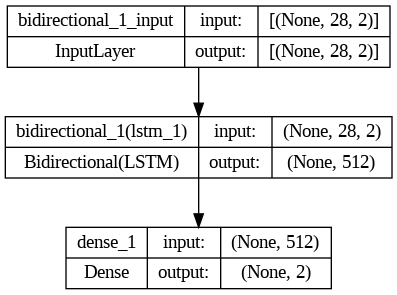 bidirectional_1_input input: [(None, 28, 2)]
InputLayer output: [(None, 28, 2)]
bidirectional_1(lstm_1) input: (None, 28, 2)
Bidirectional(LSTM) output: (None, 512)
dense_1 input: (None, 512)
Dense output: (None, 2)